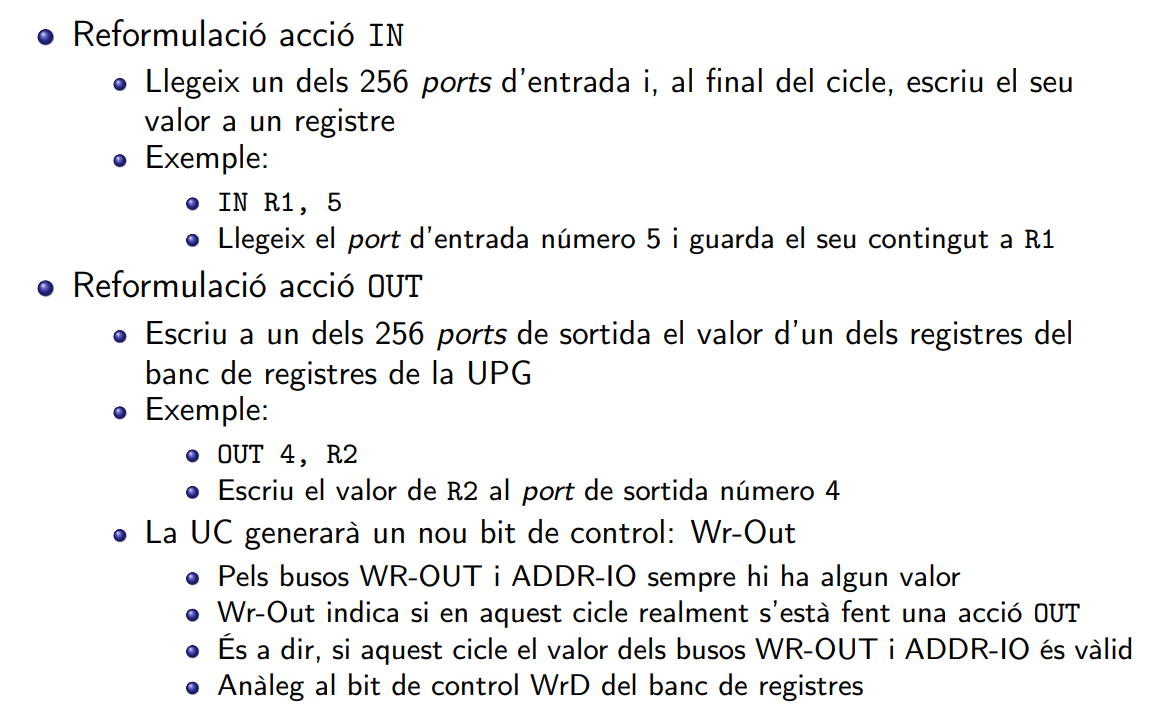 Reformulació acció IN
Llegeix un dels 256 ports d'entrada i, al final del cicle, escriu el seu
valor a un registre
Exemple:
IN R1, 5
Llegeix el port d'entrada número 5 i guarda el seu contingut a R1
Reformulació acció OUT
Escriu a un dels 256 ports de sortida el valor d'un dels registres del
banc de registres de la UPG
Exemple:
OUT 4, R2
Escriu el valor de R2 al port de sortida número 4
La UC generarà un nou bit de control: Wr-Out
Pels busos WR-OUT i ADDR-IO sempre hi ha algun valor
Wr-Out indica si en aquest cicle realment s'està fent una acció OUT
És a dir, si aquest cicle el valor dels busos WR-OUT i ADDR-IO és vàlid
Anàleg al bit de control WrD del banc de registres